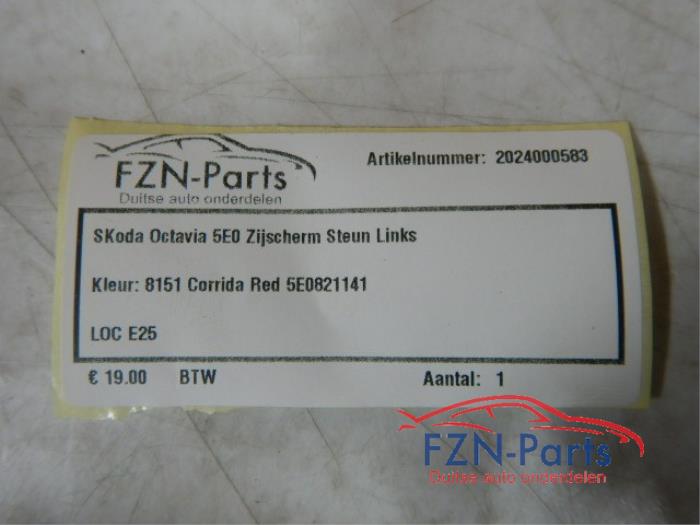 FZN-Parts
Duitse auto onderdelen
Artikelnummer: 2024000583
SKoda Octavia 5E0 Zijscherm Steun Links
Kleur: 8151 Corrida Red 5E0821141
LOC E25
€ 19.00 BTW Aantal: 1
FZN-Parts
Duitse auto onderdelen